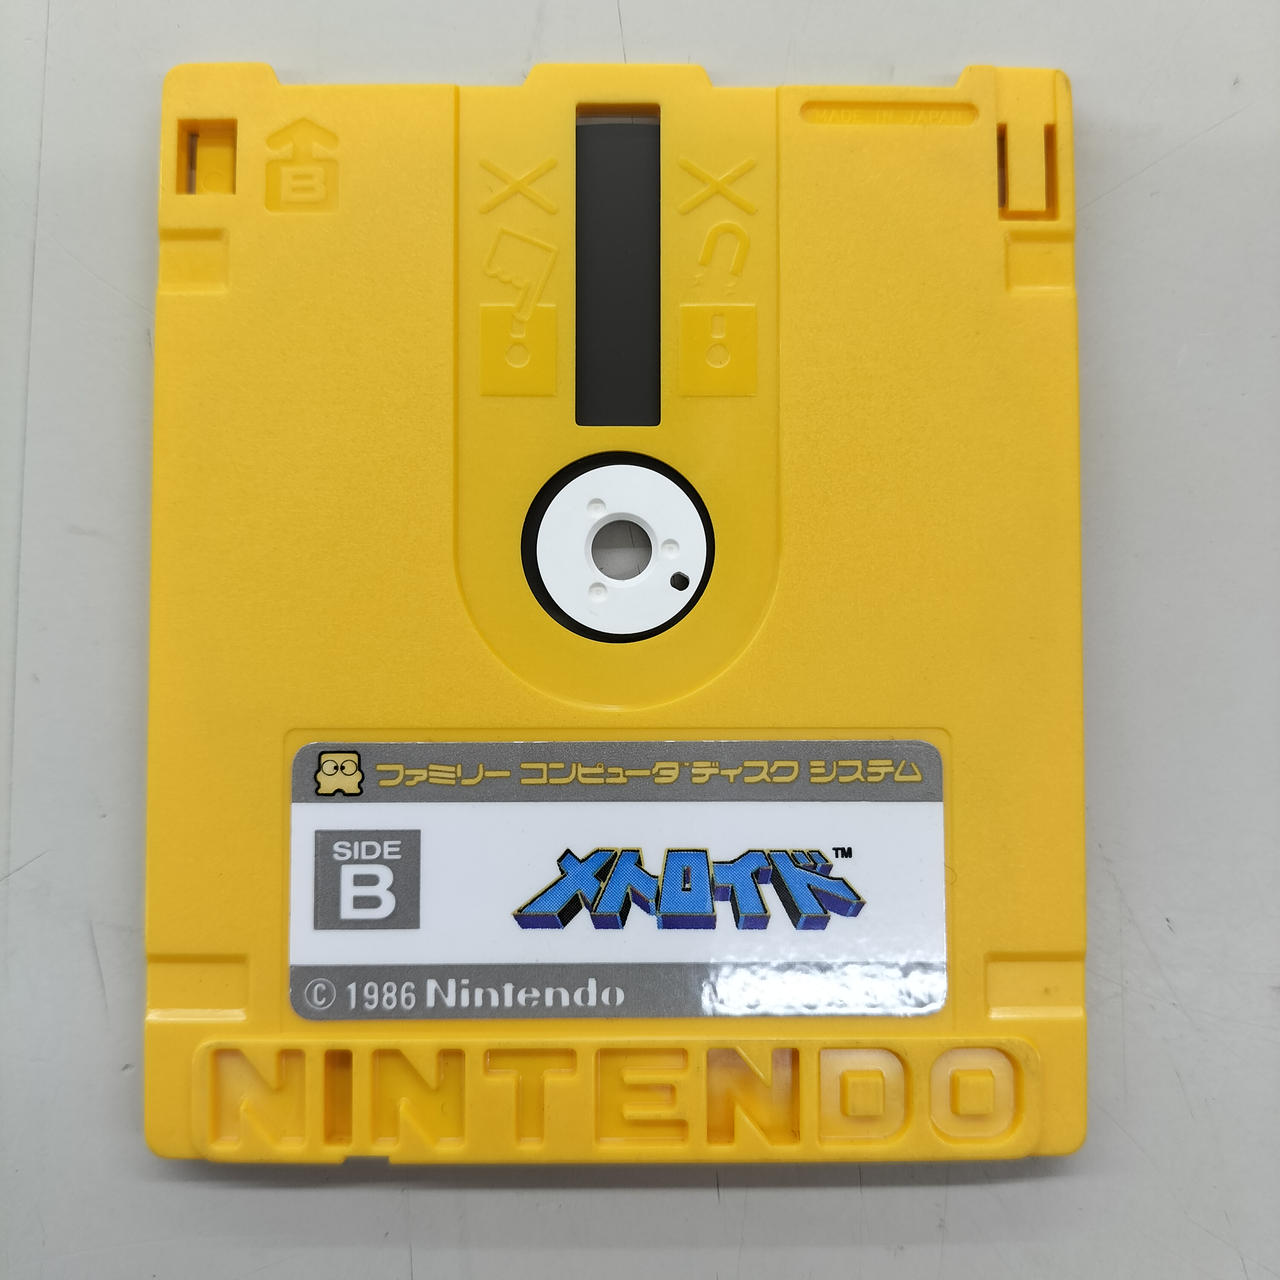 MADE IN JAPAN
B
ファミリー コンピュータ ディスク システム
SIDE
B
メトロイド™
© 1986 Nintendo
NINTENDO